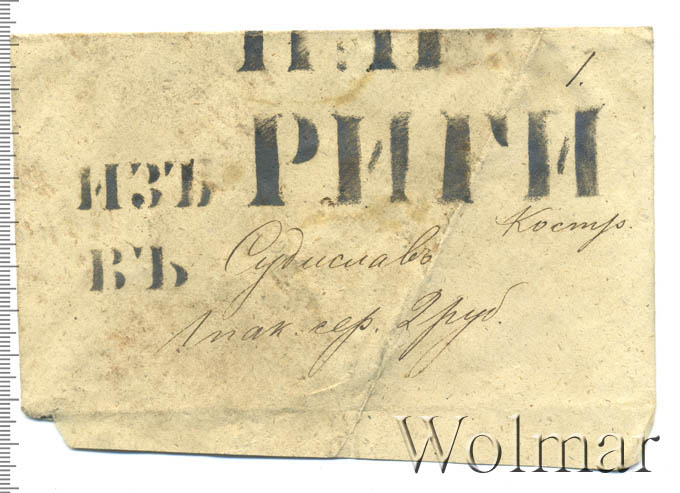 1.
ИЗЪ РИГИ
Костр.
ВЪ Судиславъ
1 пак. сер. 2 руб.
Wolmar